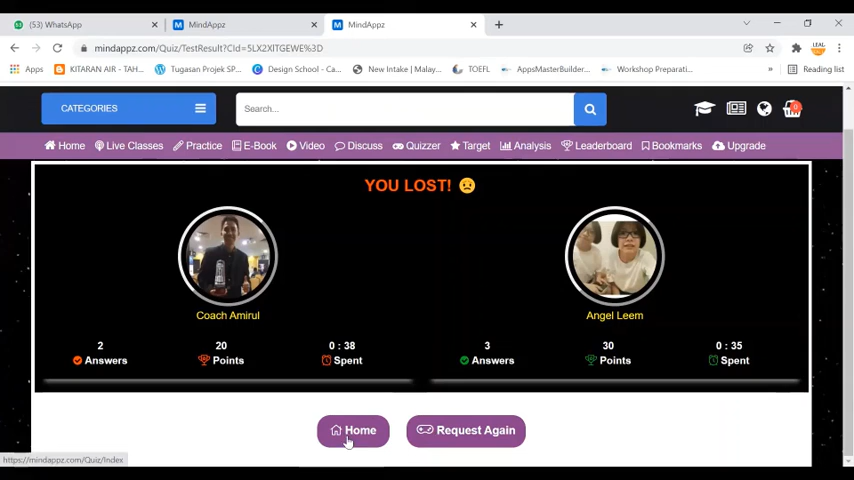 (53) WhatsApp
MindAppz
MindAppz
mindappz.com/Quiz/TestResult?CId=5LX2XlTGEWE%3D
LEAL
Apps
KITARAN AIR - TAH...
Tugasan Projek SP...
Design School - Ca...
New Intake | Malay...
TOEFL
AppsMasterBuilder...
Workshop Preparati...
»
Reading list
CATEGORIES
Search...
0
Home
Live Classes
Practice
E-Book
Video
Discuss
Quizzer
Target
Analysis
Leaderboard
Bookmarks
Upgrade
YOU LOST!
Coach Amirul
Angel Leem
2
20
0 : 38
3
30
0 : 35
Answers
Points
Spent
Answers
Points
Spent
Home
Request Again
https://mindappz.com/Quiz/Index